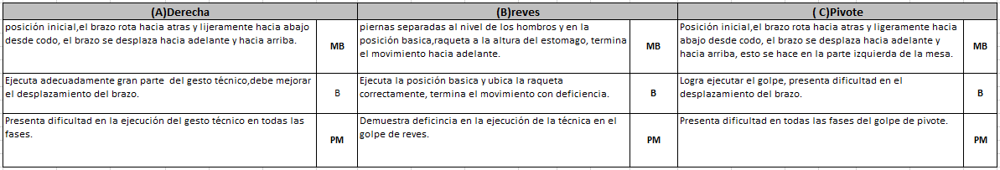 (A)Derecha
(B)reves
( C)Pivote
posición inicial,el brazo rota hacia atras y lijeramente hacia abajo
desde codo, el brazo se desplaza hacia adelante y hacia arriba.
MB
piernas separadas al nivel de los hombros y en la
posición basica,raqueta a la altura del estomago, termina
el movimiento hacia adelante.
MB
Posición inicial,el brazo rota hacia atras y ligeramente hacia
abajo desde codo, el brazo se desplaza hacia adelante y
hacia arriba, esto se hace en la parte izquierda de la mesa.
MB
Ejecuta adecuadamente gran parte  del gesto técnico,debe mejorar
el desplazamiento del brazo.
B
Ejecuta la posición basica y ubica la raqueta
correctamente, termina el movimiento con deficiencia.
B
Logra ejecutar el golpe, presenta dificultad en el
desplazamiento del brazo.
B
Presenta dificultad en la ejecución del gesto técnico en todas las
fases.
PM
Demuestra deficincia en la ejecución de la técnica en el
golpe de reves.
PM
Presenta dificultad en todas las fases del golpe de pivote.
PM